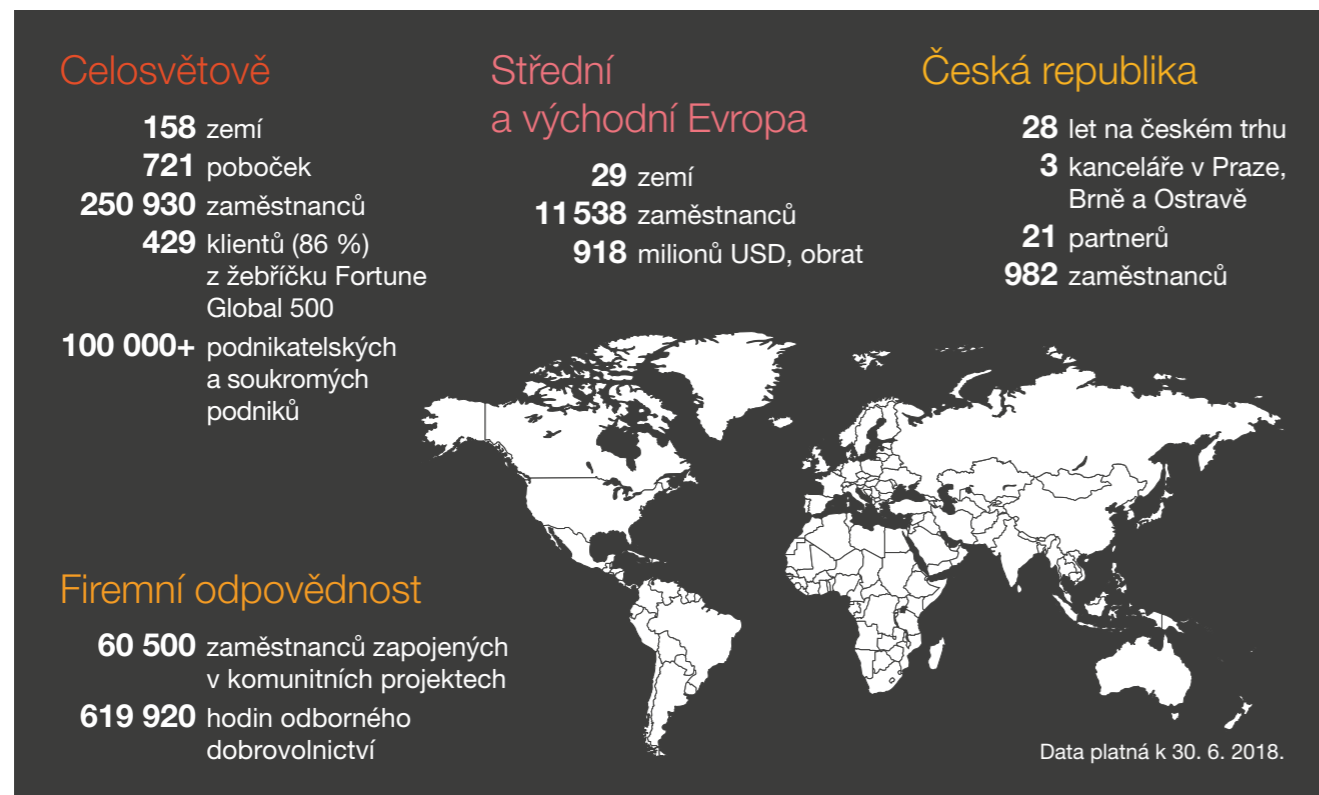 Celosvětově
158 zemí
721 poboček
250 930 zaměstnanců
429 klientů (86 %)
z žebříčku Fortune
Global 500
100 000+ podnikatelských
a soukromých
podniků
Střední
a východní Evropa
29 zemí
11 538 zaměstnanců
918 milionů USD, obrat
Česká republika
28 let na českém trhu
3 kanceláře v Praze,
Brně a Ostravě
21 partnerů
982 zaměstnanců
Firemní odpovědnost
60 500 zaměstnanců zapojených
v komunitních projektech
619 920 hodin odborného
dobrovolnictví
Data platná k 30. 6. 2018.